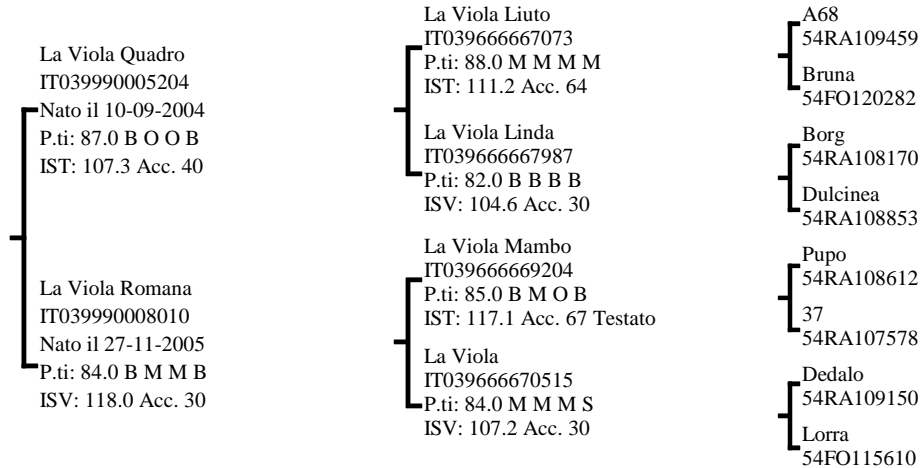 La Viola Quadro
IT039990005204
Nato il 10-09-2004
P.ti: 87.0 B O O B
IST: 107.3 Acc. 40
La Viola Romana
IT039990008010
Nato il 27-11-2005
P.ti: 84.0 B M M B
ISV: 118.0 Acc. 30
La Viola Liuto
IT039666667073
P.ti: 88.0 M M M M
IST: 111.2 Acc. 64
La Viola Linda
IT039666667987
P.ti: 82.0 B B B B
ISV: 104.6 Acc. 30
La Viola Mambo
IT039666669204
P.ti: 85.0 B M O B
IST: 117.1 Acc. 67 Testato
La Viola
IT039666670515
P.ti: 84.0 M M M S
ISV: 107.2 Acc. 30
A68
54RA109459
Bruna
54FO120282
Borg
54RA108170
Dulcinea
54RA108853
Pupo
54RA108612
37
54RA107578
Dedalo
54RA109150
Lorra
54FO115610